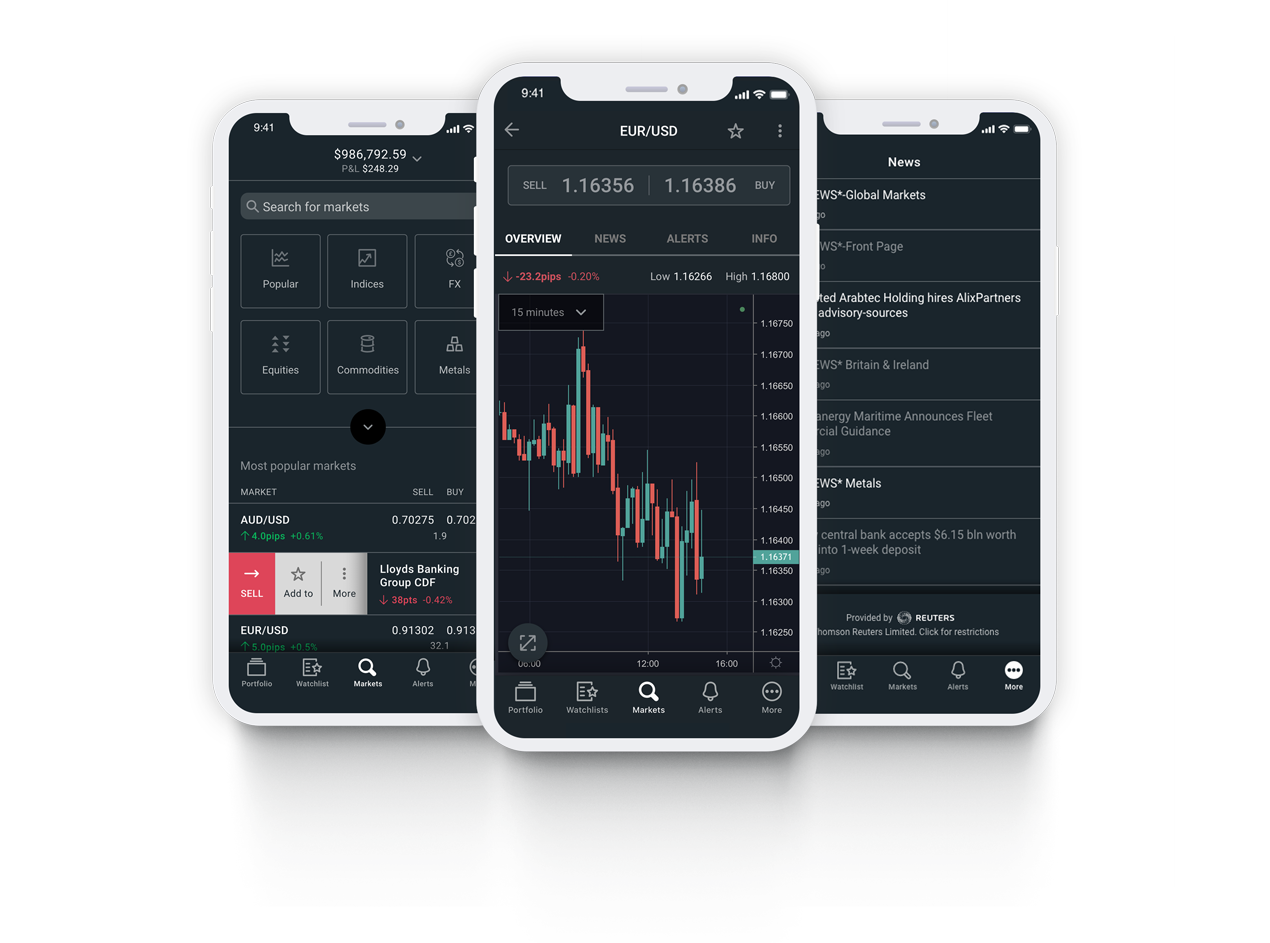 9:41
$986,792.59
P&L $248.29
Search for markets
Popular
Indices
FX
Equities
Commodities
Metals
Most popular markets
MARKET SELL BUY
AUD/USD 0.70275 0.702
4.0pips +0.61% 1.9
SELL
Add to
More
Lloyds Banking
Group CDF
38pts -0.42%
EUR/USD 0.91302 0.913
5.0pips +0.5% 32.1
Portfolio
Watchlist
Markets
Alerts
9:41
EUR/USD
SELL 1.16356 1.16386 BUY
OVERVIEW NEWS ALERTS INFO
-23.2pips -0.20% Low 1.16266 High 1.16800
15 minutes
1.16750
1.16700
1.16650
1.16600
1.16550
1.16500
1.16450
1.16400
1.16371
1.16350
1.16300
1.16250
06:00 12:00 16:00
Portfolio
Watchlists
Markets
Alerts
More
News
EWS*-Global Markets
go
WS*-Front Page
o
ted Arabtec Holding hires AlixPartners
advisory-sources
go
EWS* Britain & Ireland
ago
anergy Maritime Announces Fleet
rcial Guidance
ago
EWS* Metals
ago
central bank accepts $6.15 bln worth
into 1-week deposit
ago
Provided by REUTERS
homson Reuters Limited. Click for restrictions
Watchlist
Markets
Alerts
More